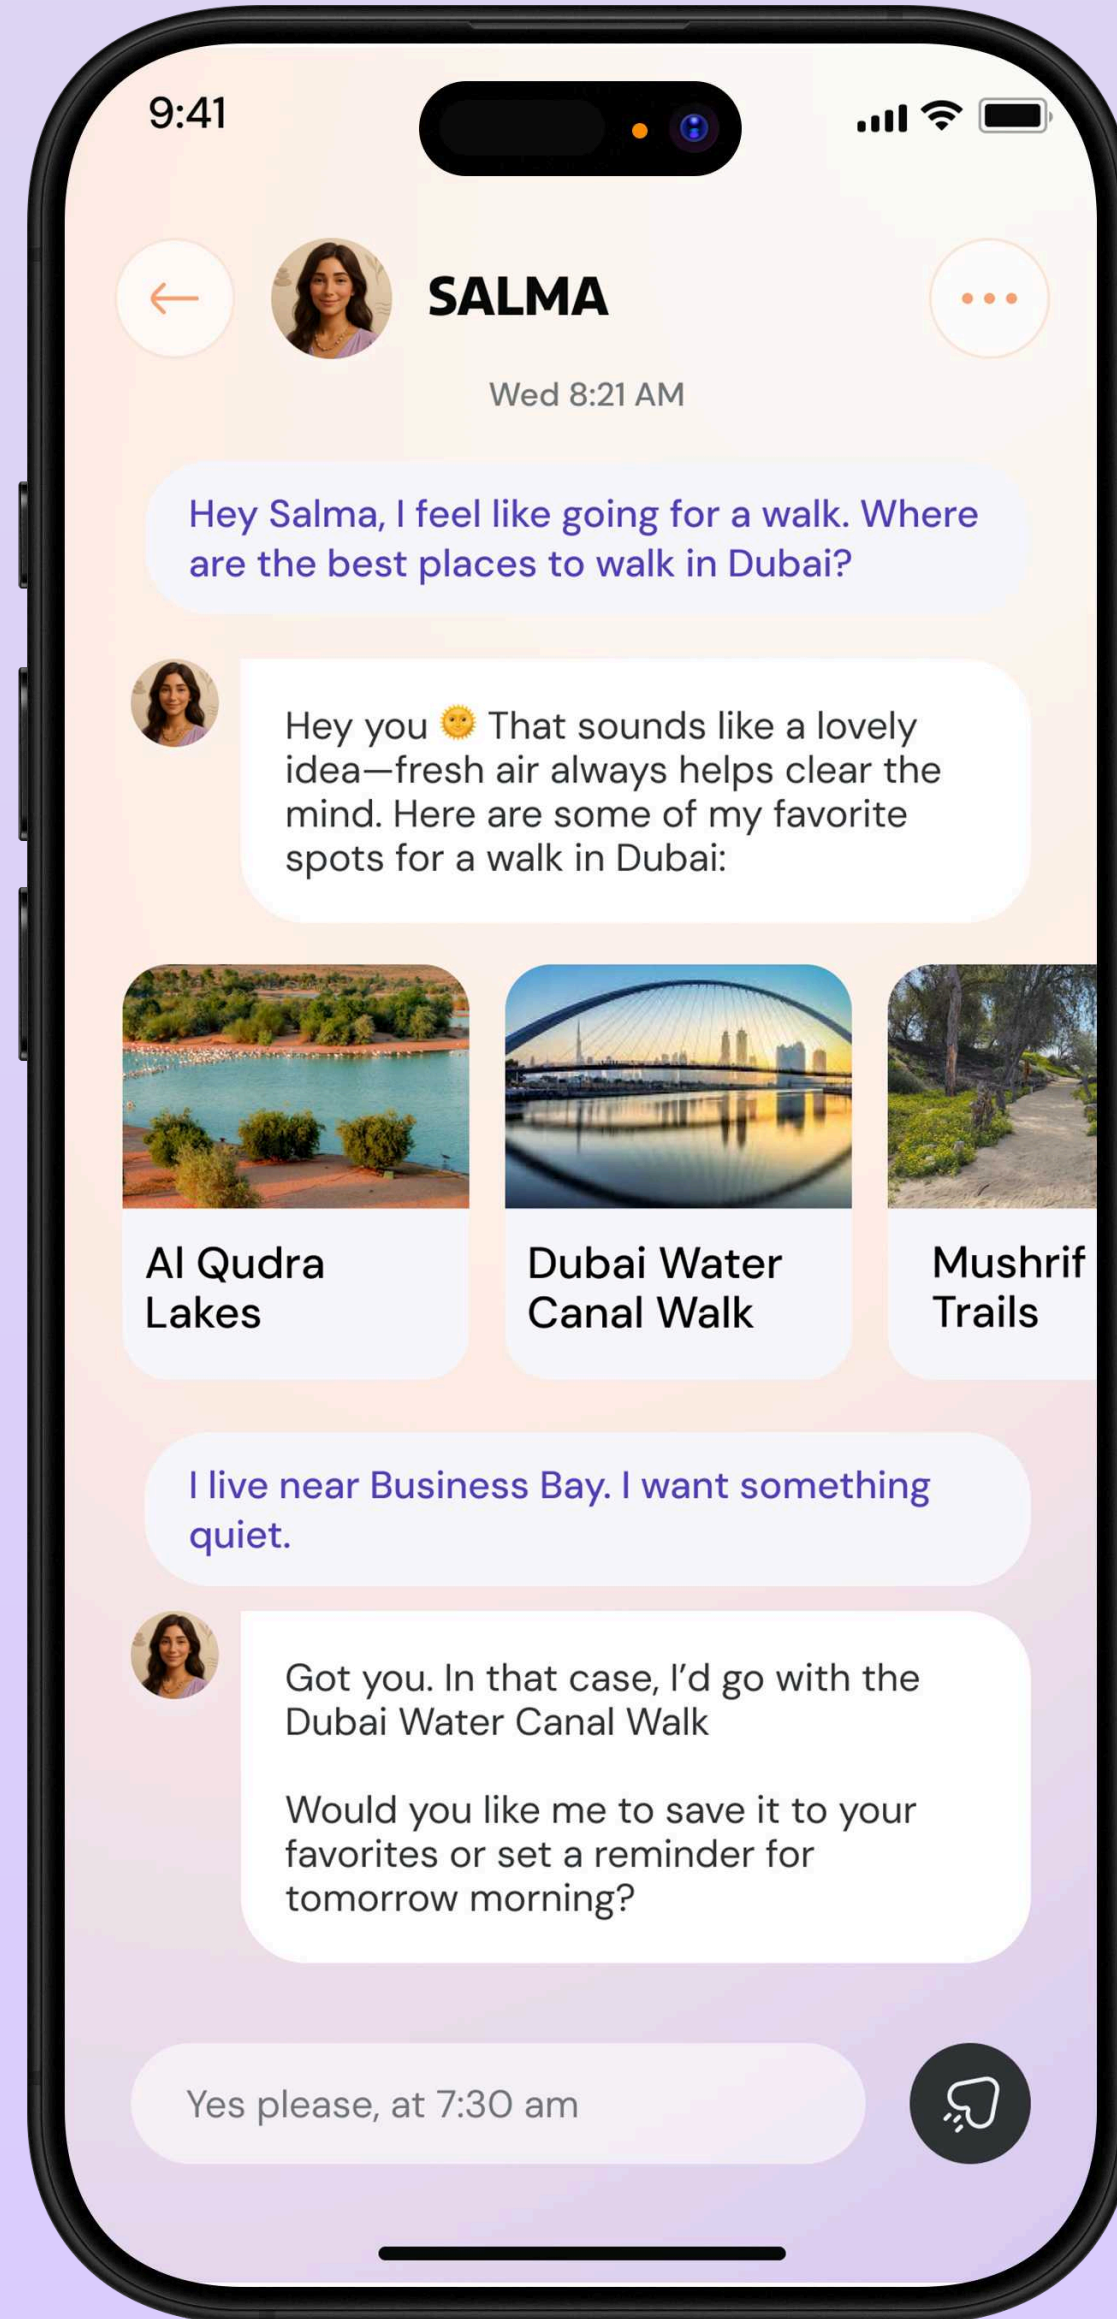 9:41
SALMA
Wed 8:21 AM
Hey Salma, I feel like going for a walk. Where
are the best places to walk in Dubai?
Hey you 🌞 That sounds like a lovely
idea—fresh air always helps clear the
mind. Here are some of my favorite
spots for a walk in Dubai:
Al Qudra
Lakes
Dubai Water
Canal Walk
Mushrif
Trails
I live near Business Bay. I want something
quiet.
Got you. In that case, I’d go with the
Dubai Water Canal Walk
Would you like me to save it to your
favorites or set a reminder for
tomorrow morning?
Yes please, at 7:30 am